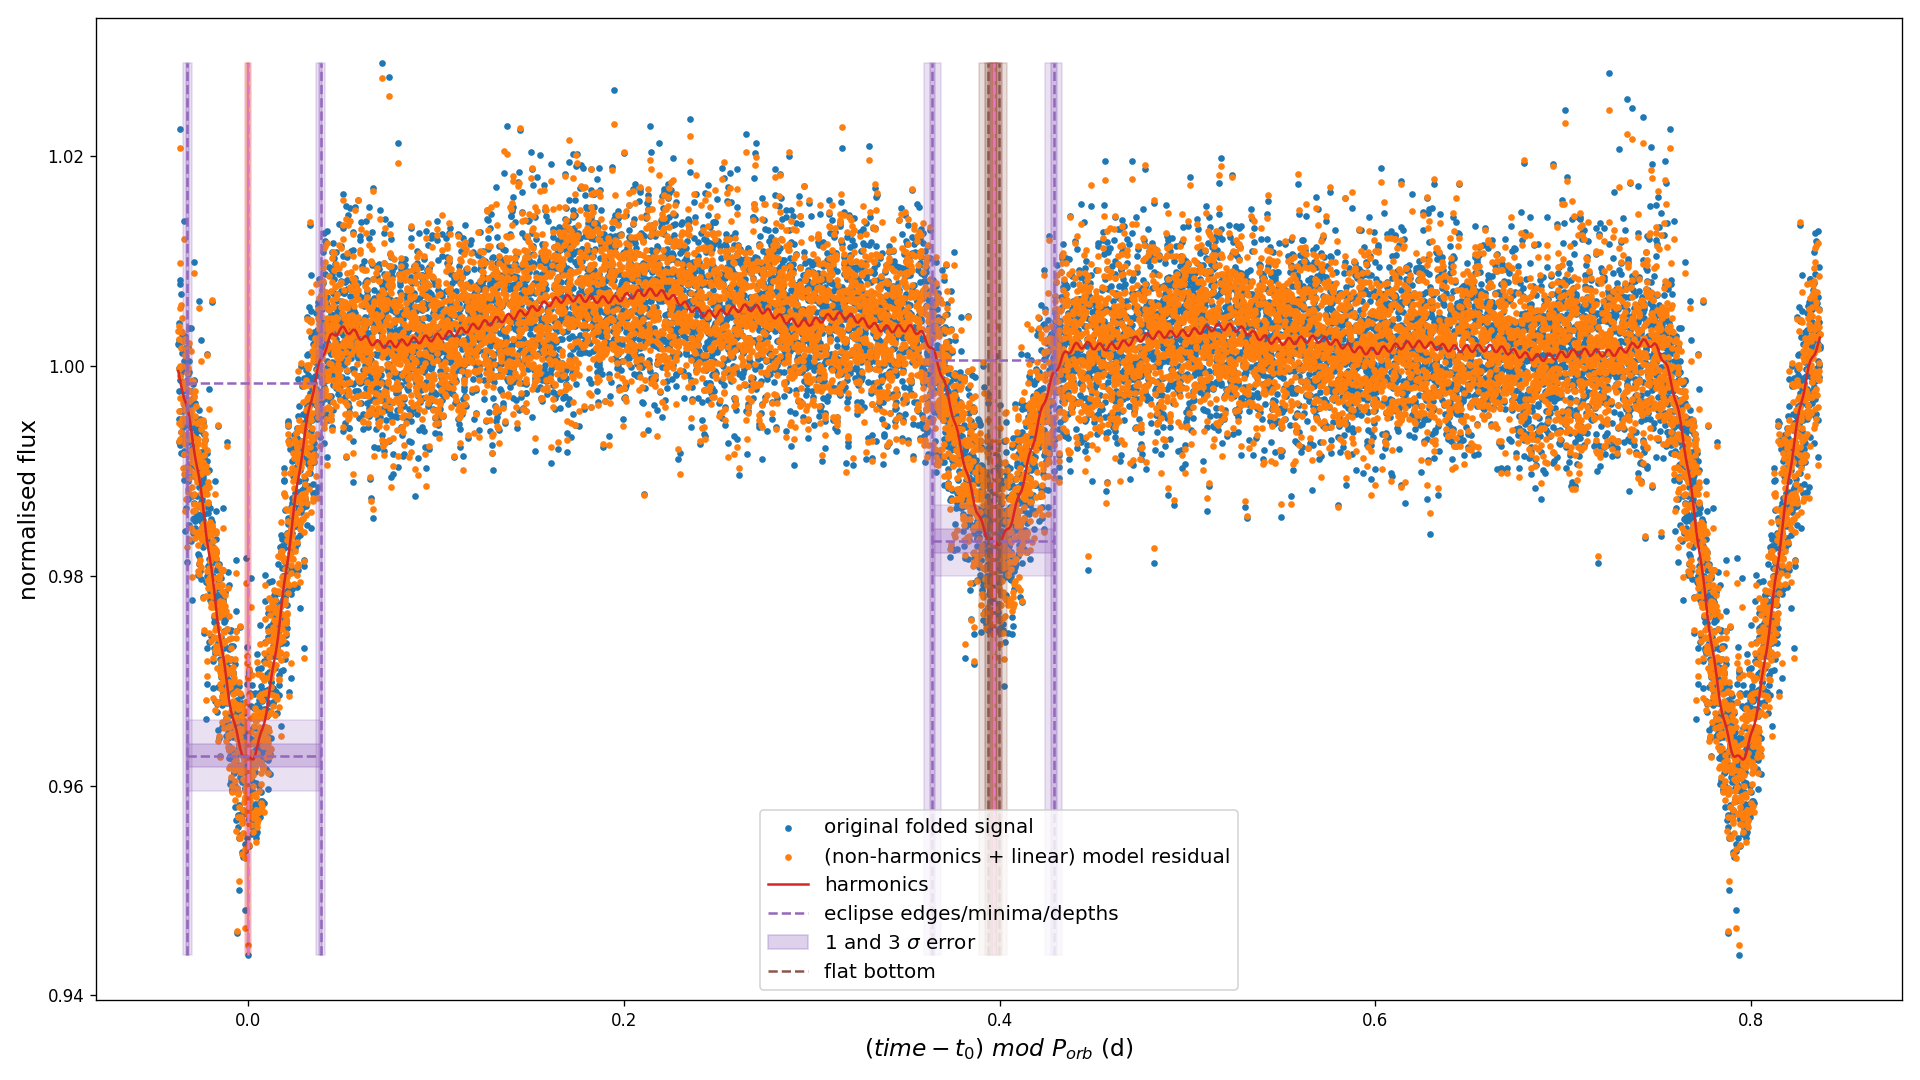 normalised flux
1.02
1.00
0.98
0.96
0.94
original folded signal
(non-harmonics + linear) model residual
harmonics
eclipse edges/minima/depths
1 and 3 σ error
flat bottom
0.0 0.2 0.4 0.6 0.8
(time − t₀) mod Pₒᵣb (d)